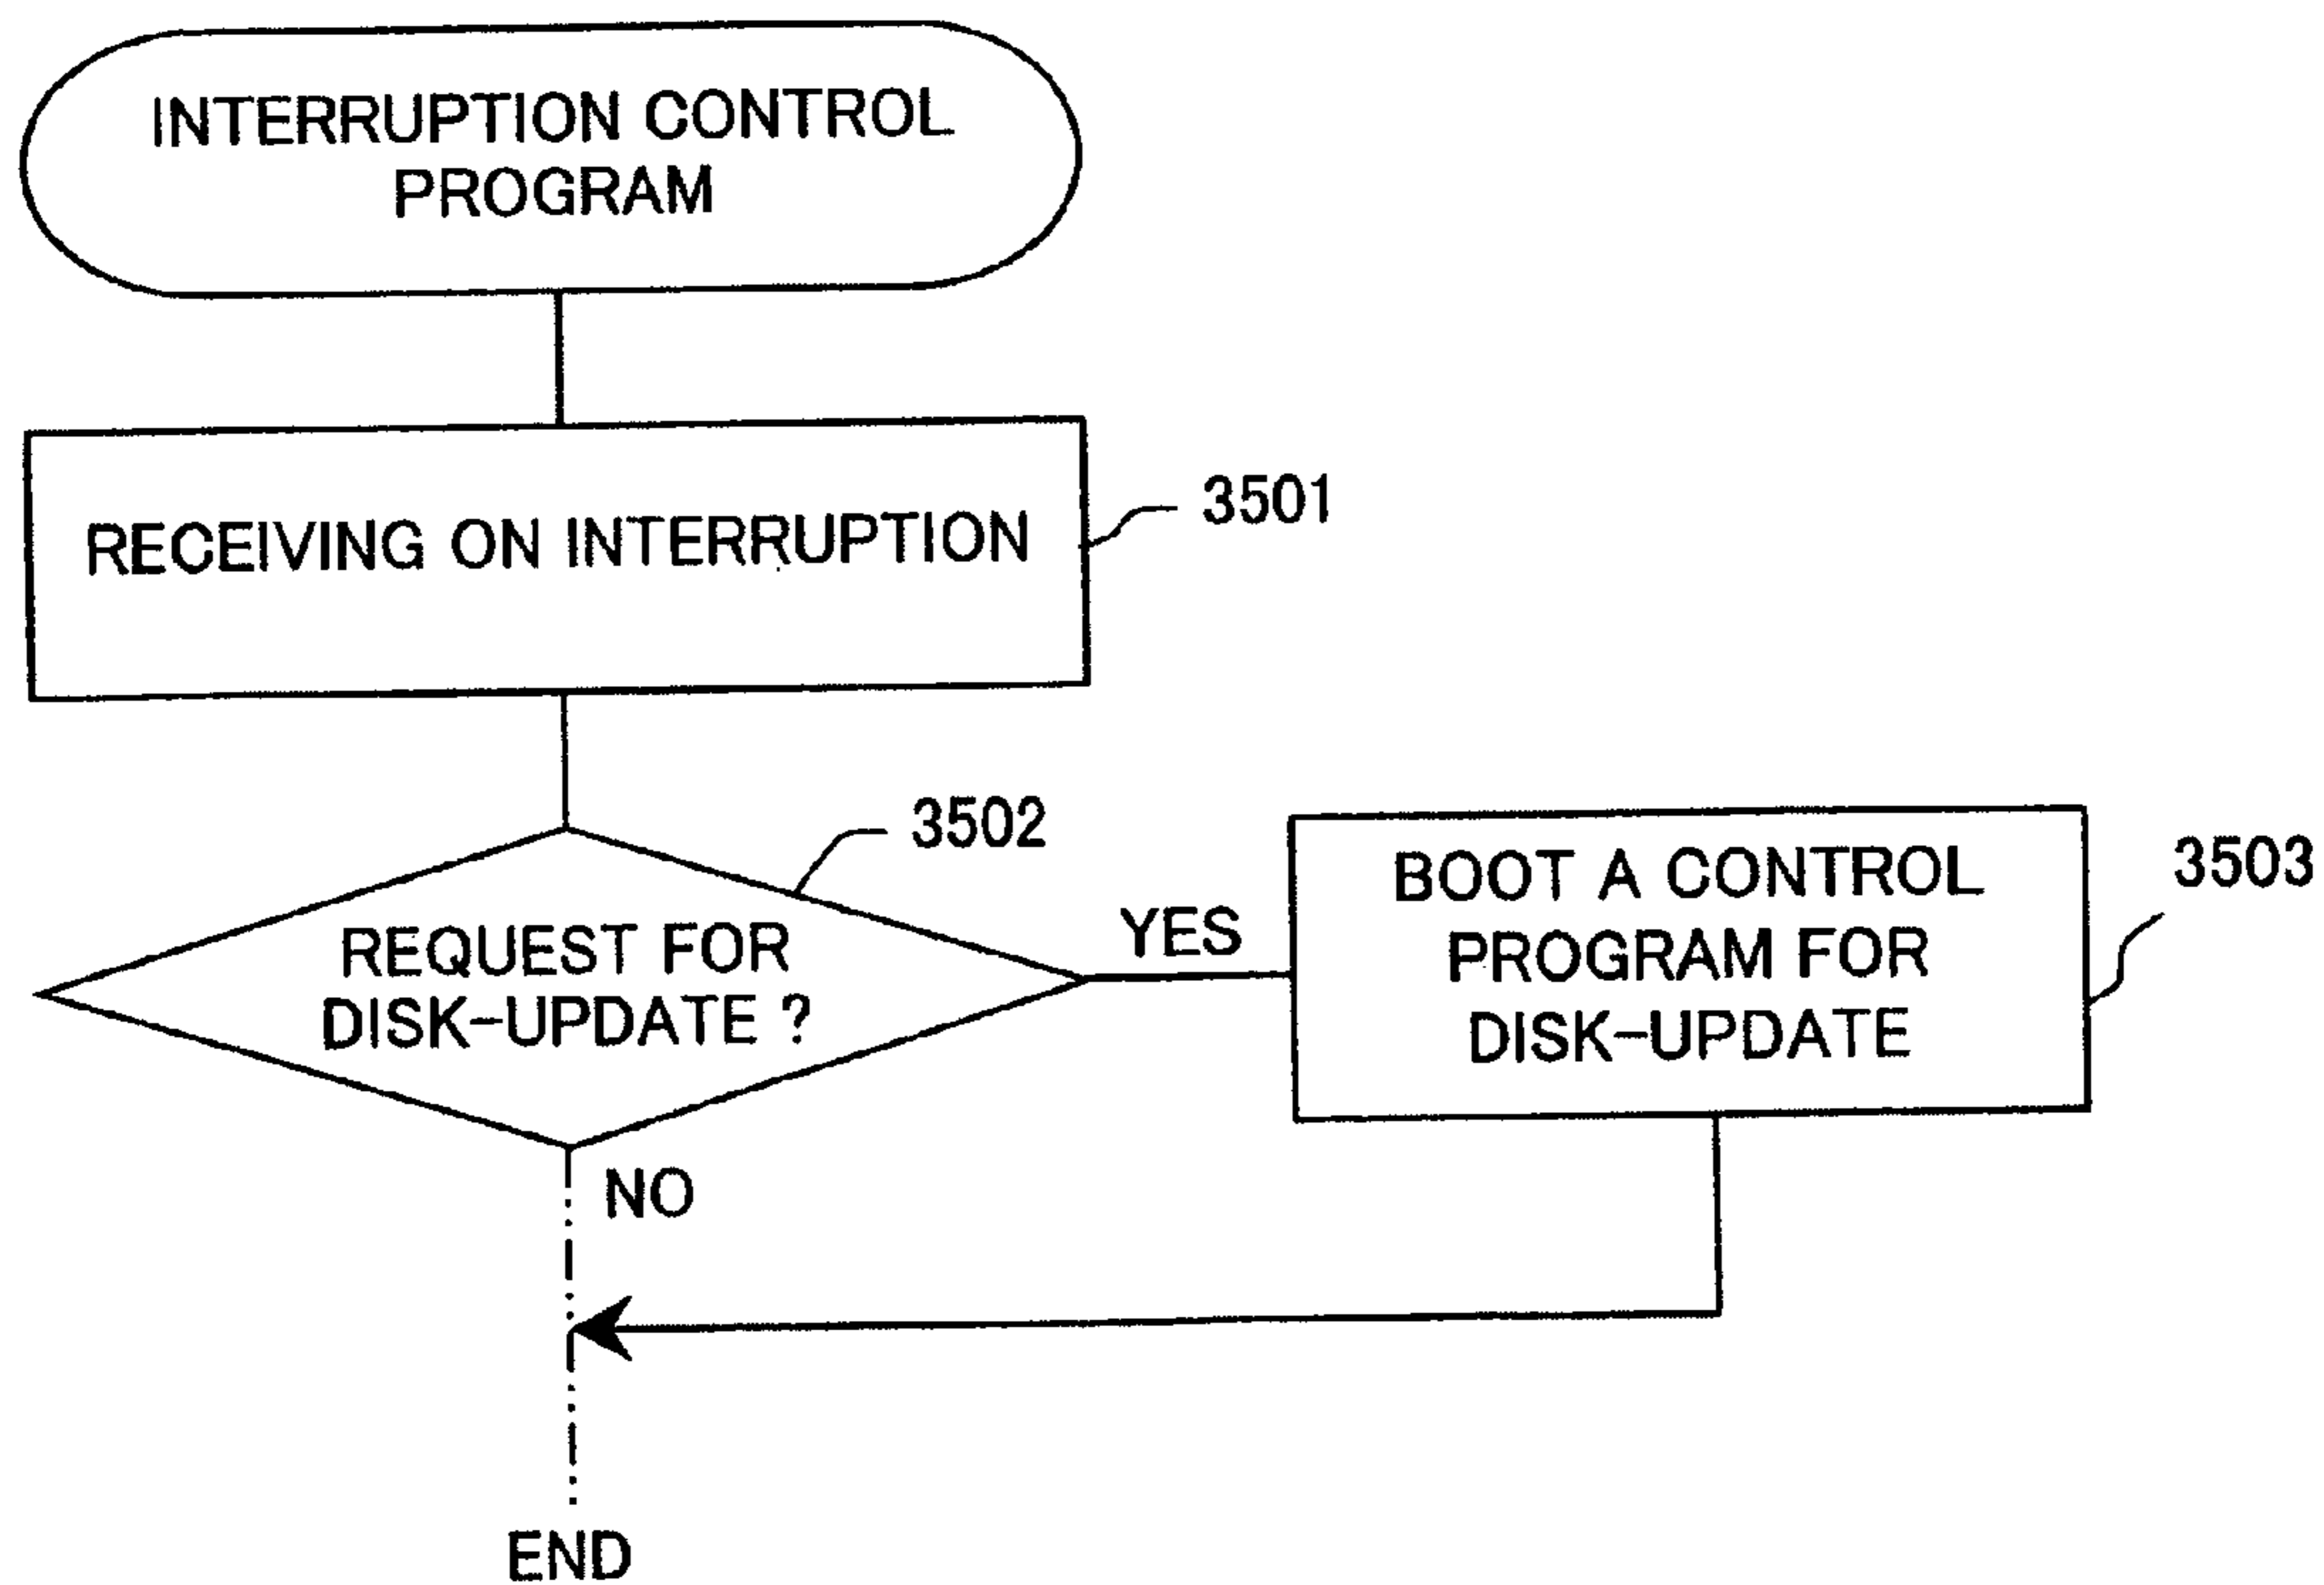 INTERRUPTION CONTROL
PROGRAM
RECEIVING ON INTERRUPTION
3501
3502
REQUEST FOR
DISK-UPDATE ?
YES
BOOT A CONTROL
PROGRAM FOR
DISK-UPDATE
3503
NO
END